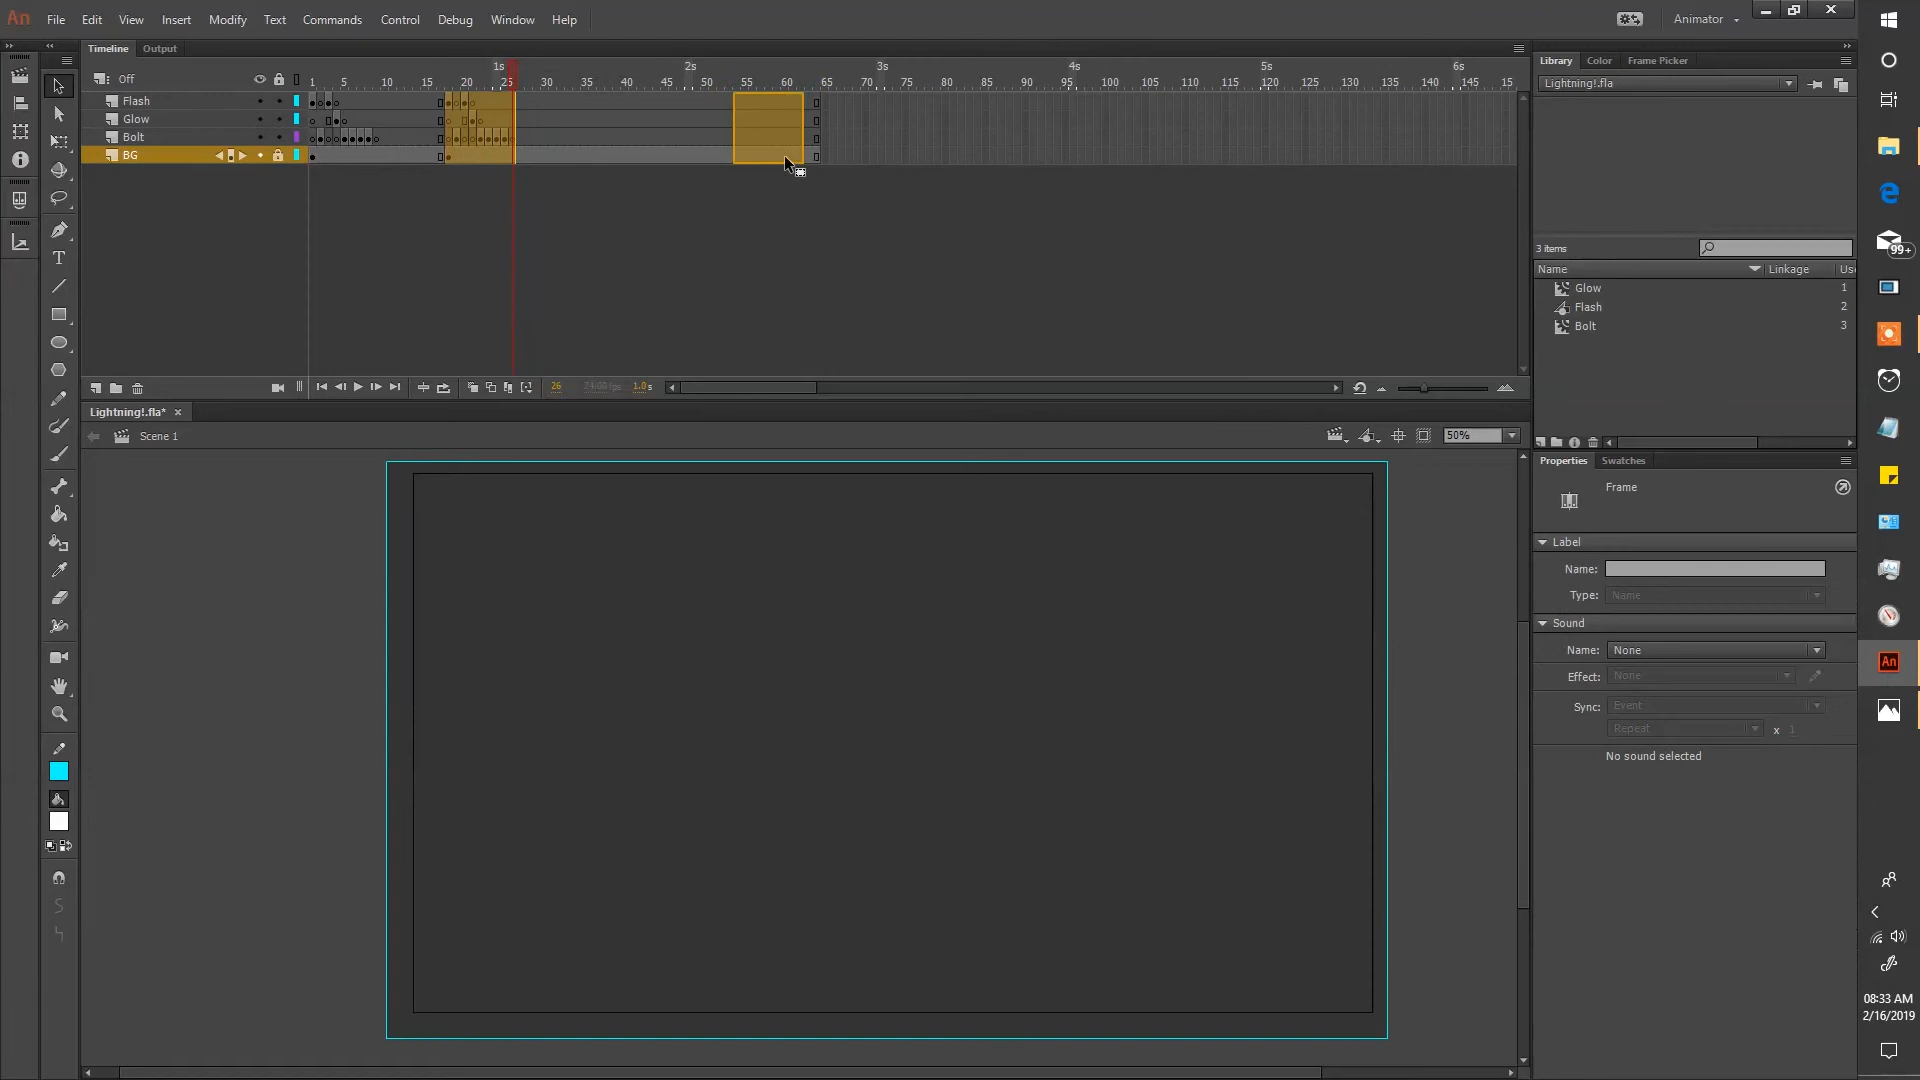 An File Edit View Insert Modify Text Commands Control Debug Window Help Animator
Timeline Output
Off 1s 2s 3s 4s 5s 6s
1 5 10 15 20 25 30 35 40 45 50 55 60 65 70 75 80 85 90 95 100 105 110 115 120 125 130 135 140 145 15
Flash
Glow
Bolt
BG
26 24.00 fps 1.0 s
Lightning!.fla*
Scene 1
50%
Library Color Frame Picker
Lightning!.fla
3 items
Name Linkage Us
Glow 1
Flash 2
Bolt 3
Properties Swatches
Frame
Label
Name:
Type: Name
Sound
Name: None
Effect: None
Sync: Event
Repeat x 1
No sound selected
99+
An
08:33 AM
2/16/2019